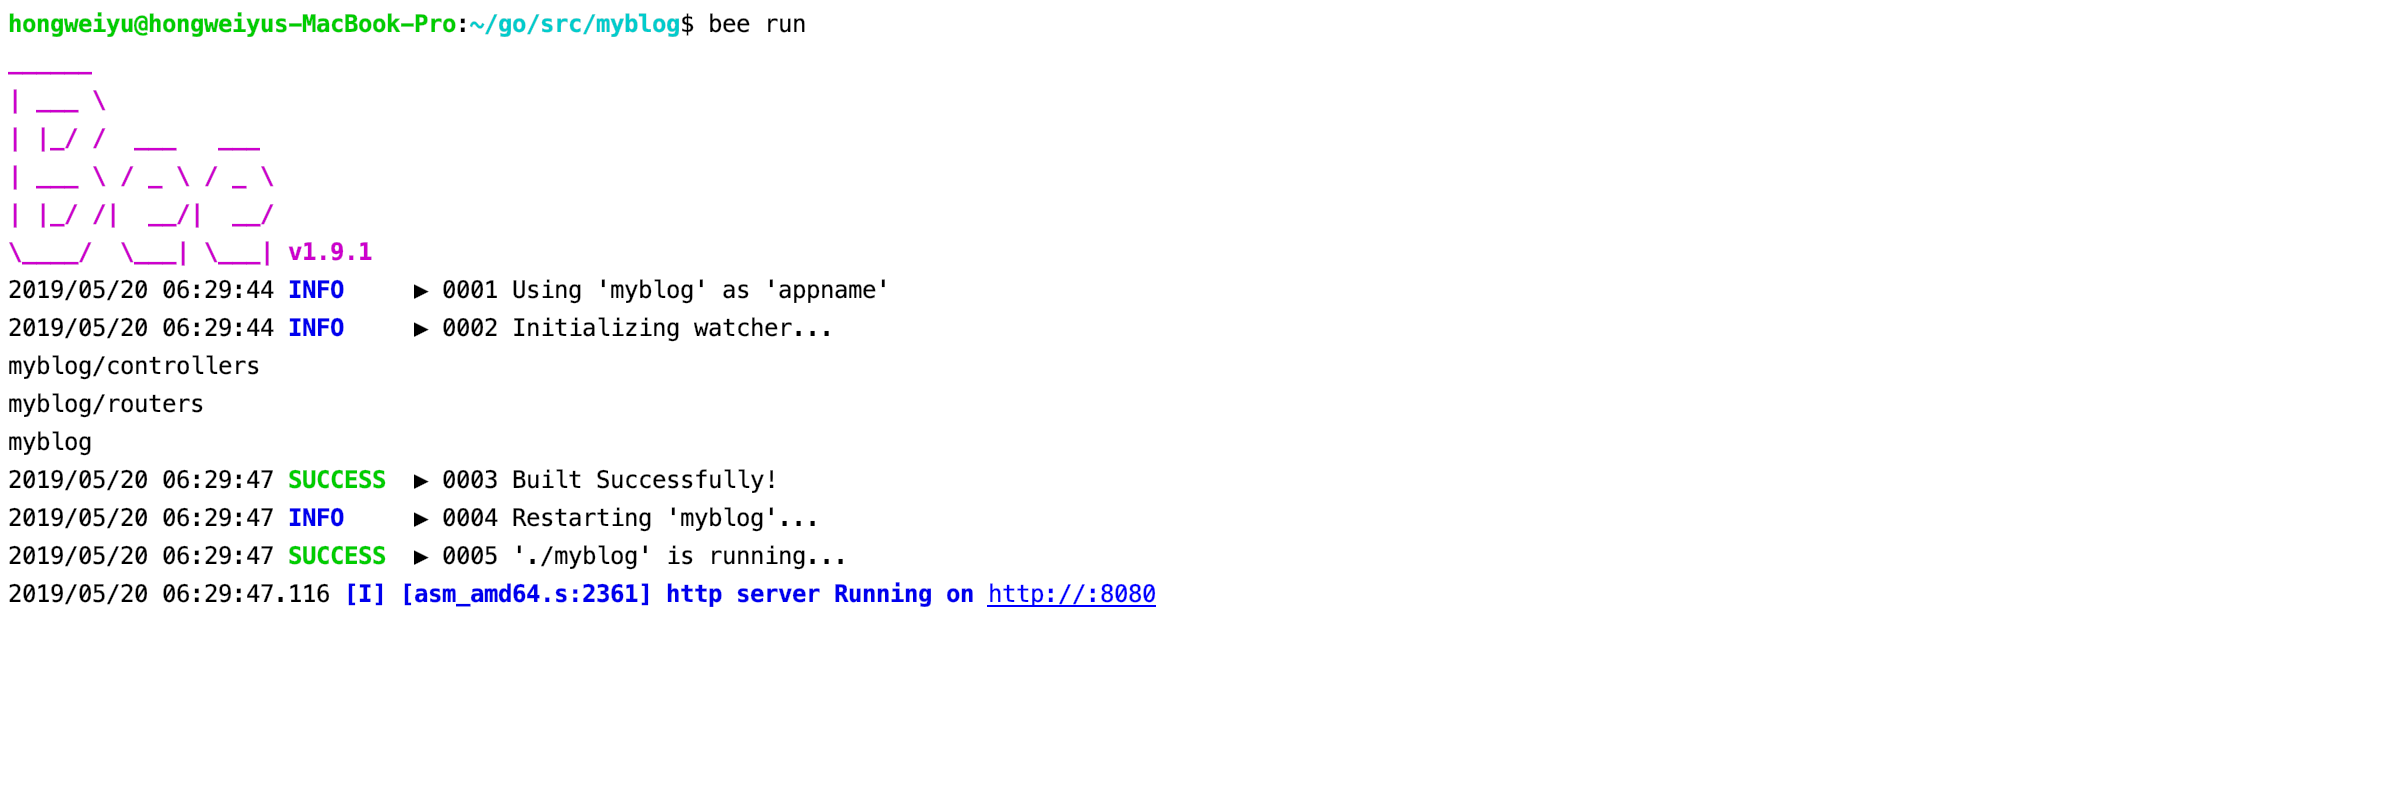 hongweiyu@hongweiyus-MacBook-Pro:~/go/src/myblog$ bee run
______
| ___ \
| |_/ /  ___   ___
| ___ \ / _ \ / _ \
| |_/ /|  __/|  __/
\____/  \___| \___| v1.9.1
2019/05/20 06:29:44 INFO     ▶ 0001 Using 'myblog' as 'appname'
2019/05/20 06:29:44 INFO     ▶ 0002 Initializing watcher...
myblog/controllers
myblog/routers
myblog
2019/05/20 06:29:47 SUCCESS  ▶ 0003 Built Successfully!
2019/05/20 06:29:47 INFO     ▶ 0004 Restarting 'myblog'...
2019/05/20 06:29:47 SUCCESS  ▶ 0005 './myblog' is running...
2019/05/20 06:29:47.116 [I] [asm_amd64.s:2361] http server Running on http://:8080